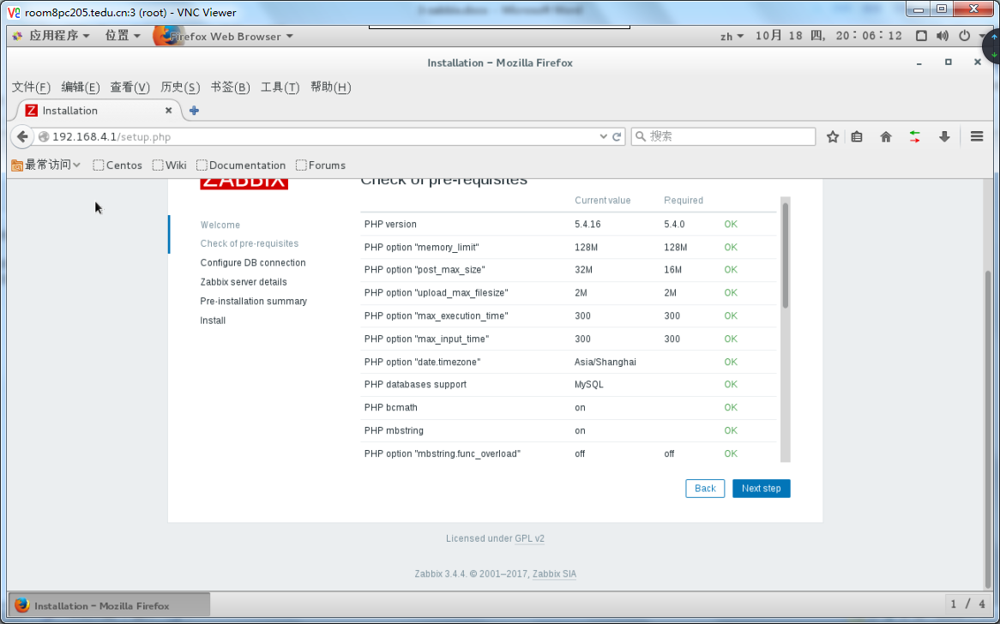 room8pc205.tedu.cn:3 (root) - VNC Viewer
应用程序 位置 Firefox Web Browser zh 10月 18 四, 20:06:12
Installation - Mozilla Firefox
文件(F) 编辑(E) 查看(V) 历史(S) 书签(B) 工具(T) 帮助(H)
Installation
192.168.4.1/setup.php 搜索
最常访问 Centos Wiki Documentation Forums
ZABBIX Check of pre-requisites
Current value Required
Welcome
Check of pre-requisites
Configure DB connection
Zabbix server details
Pre-installation summary
Install
PHP version 5.4.16 5.4.0 OK
PHP option "memory_limit" 128M 128M OK
PHP option "post_max_size" 32M 16M OK
PHP option "upload_max_filesize" 2M 2M OK
PHP option "max_execution_time" 300 300 OK
PHP option "max_input_time" 300 300 OK
PHP option "date.timezone" Asia/Shanghai OK
PHP databases support MySQL OK
PHP bcmath on OK
PHP mbstring on OK
PHP option "mbstring.func_overload" off off OK
Back Next step
Licensed under GPL v2
Zabbix 3.4.4. © 2001–2017, Zabbix SIA
Installation - Mozilla Firefox 1 / 4